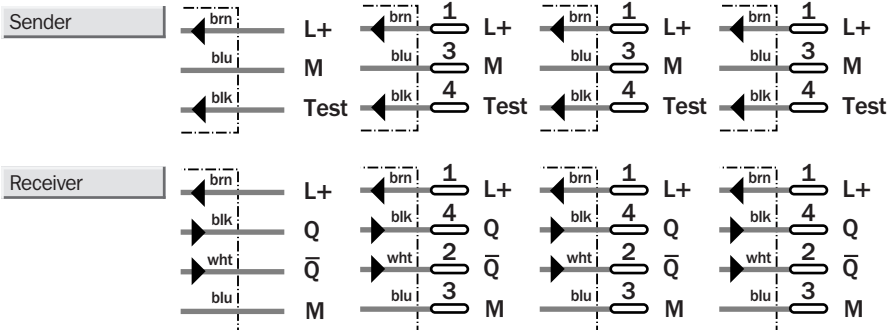 Sender
brn L+ brn 1 L+ brn 1 L+ brn 1 L+
blu M blu 3 M blu 3 M blu 3 M
blk Test blk 4 Test blk 4 Test blk 4 Test
Receiver
brn L+ brn 1 L+ brn 1 L+ brn 1 L+
blk Q blk 4 Q blk 4 Q blk 4 Q
wht Q̅ wht 2 Q̅ wht 2 Q̅ wht 2 Q̅
blu M blu 3 M blu 3 M blu 3 M